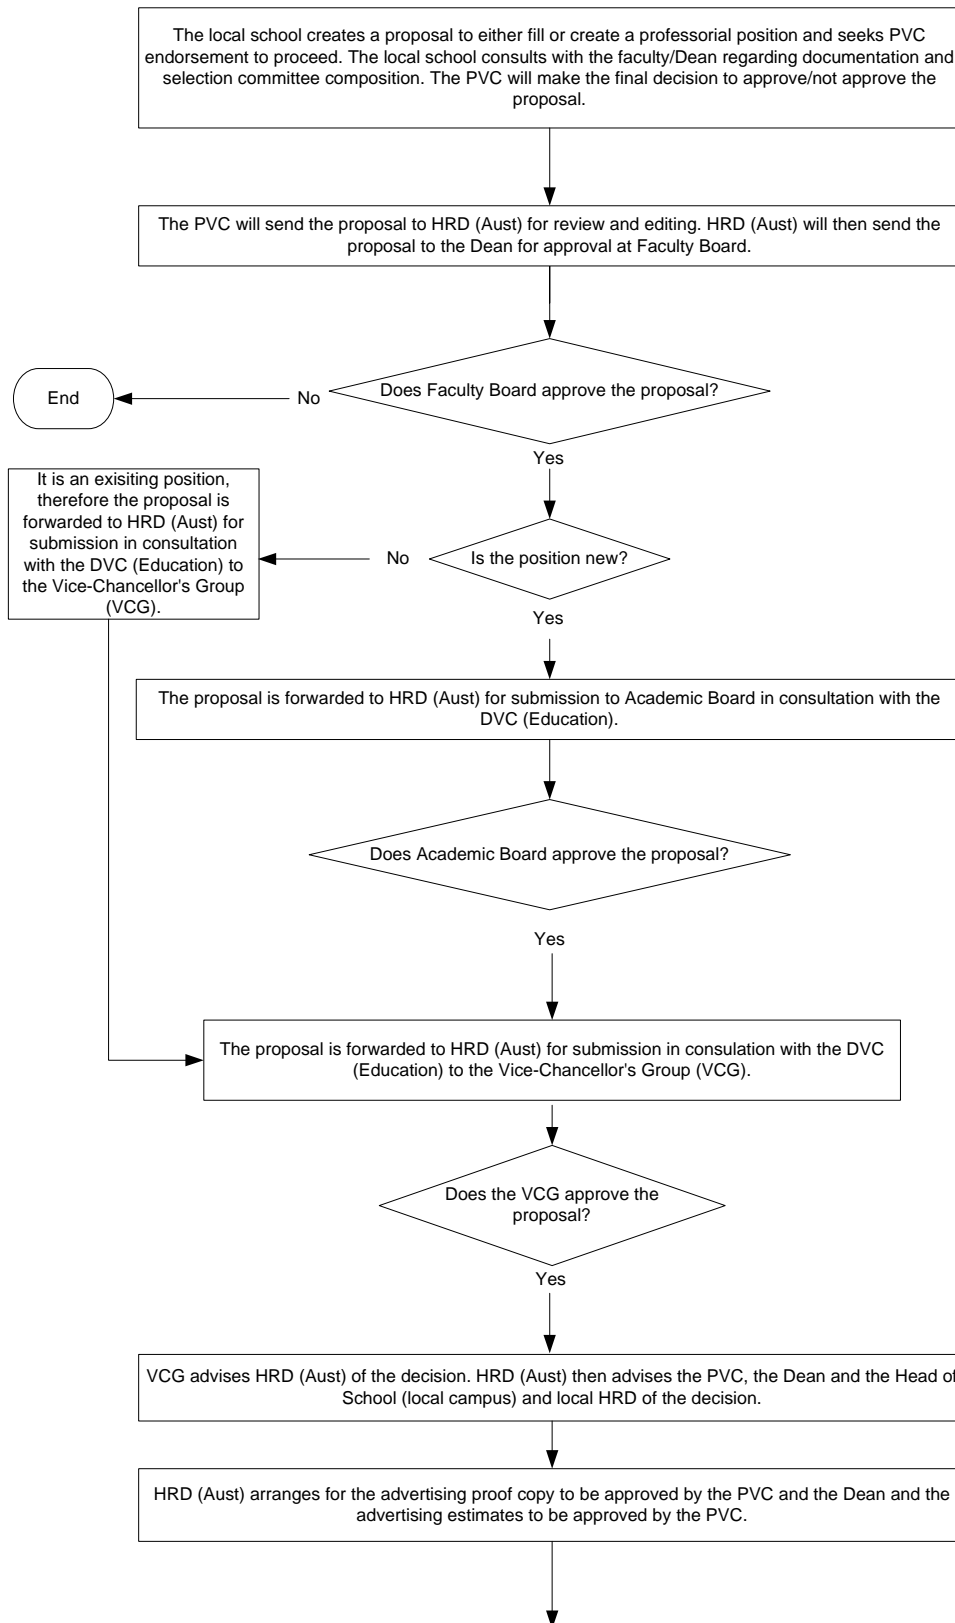 The local school creates a proposal to either fill or create a professorial position and seeks PVC
endorsement to proceed. The local school consults with the faculty/Dean regarding documentation and
selection committee composition. The PVC will make the final decision to approve/not approve the
proposal.
The PVC will send the proposal to HRD (Aust) for review and editing. HRD (Aust) will then send the
proposal to the Dean for approval at Faculty Board.
Does Faculty Board approve the proposal?
No
End
Yes
Is the position new?
No
It is an exisiting position,
therefore the proposal is
forwarded to HRD (Aust) for
submission in consultation
with the DVC (Education) to
the Vice-Chancellor's Group
(VCG).
Yes
The proposal is forwarded to HRD (Aust) for submission to Academic Board in consultation with the
DVC (Education).
Does Academic Board approve the proposal?
Yes
The proposal is forwarded to HRD (Aust) for submission in consulation with the DVC
(Education) to the Vice-Chancellor's Group (VCG).
Does the VCG approve the
proposal?
Yes
VCG advises HRD (Aust) of the decision. HRD (Aust) then advises the PVC, the Dean and the Head of
School (local campus) and local HRD of the decision.
HRD (Aust) arranges for the advertising proof copy to be approved by the PVC and the Dean and the
advertising estimates to be approved by the PVC.